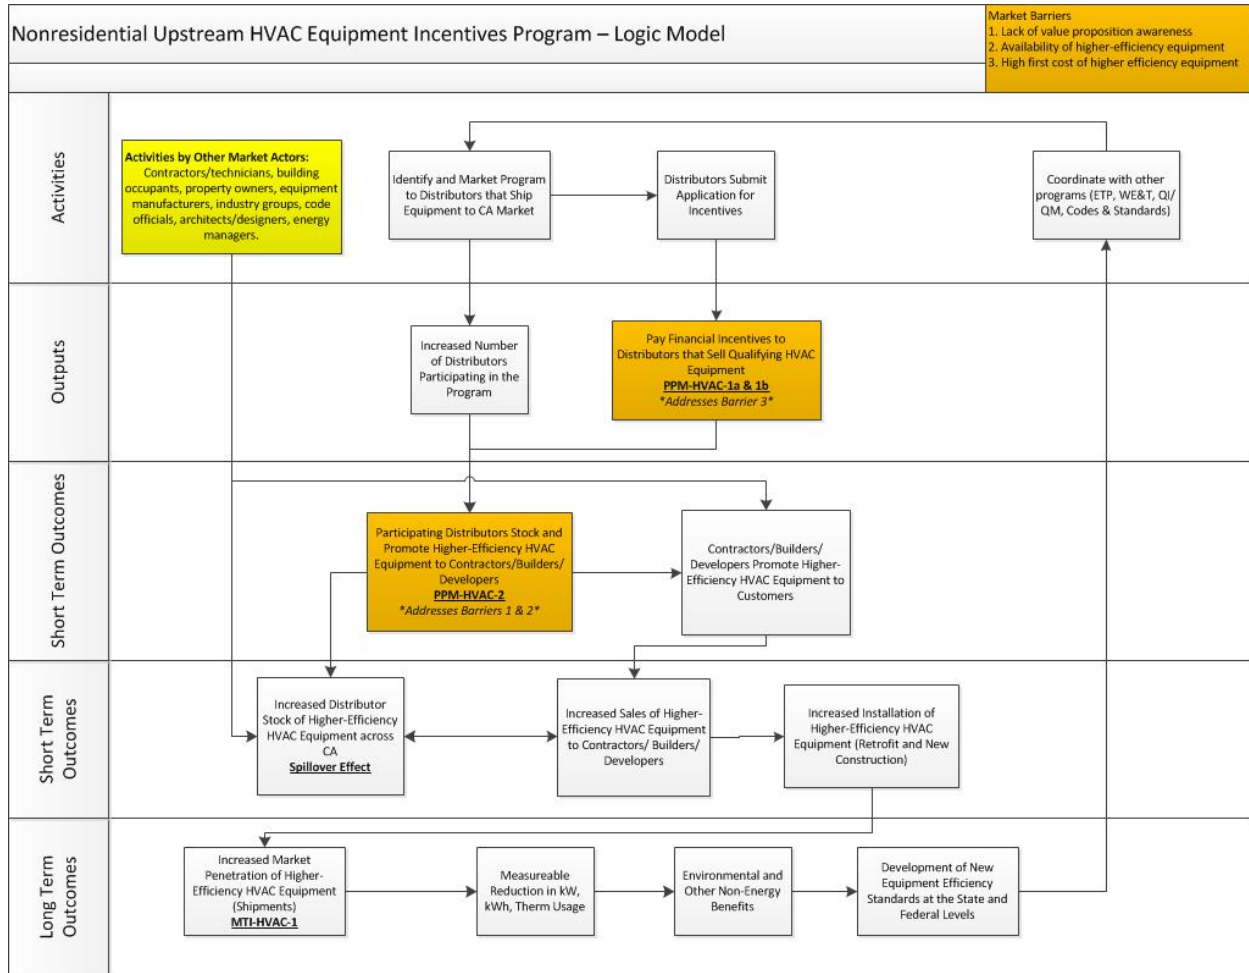 Nonresidential Upstream HVAC Equipment Incentives Program – Logic Model
Market Barriers
1. Lack of value proposition awareness
2. Availability of higher-efficiency equipment
3. High first cost of higher efficiency equipment
Activities
Activities by Other Market Actors:
Contractors/technicians, building
occupants, property owners, equipment
manufacturers, industry groups, code
officials, architects/designers, energy
managers.
Identify and Market Program
to Distributors that Ship
Equipment to CA Market
Distributors Submit
Application for
Incentives
Coordinate with other
programs (ETP, WE&T, QI/
QM, Codes & Standards)
Outputs
Increased Number
of Distributors
Participating in the
Program
Pay Financial Incentives to
Distributors that Sell Qualifying HVAC
Equipment
PPM-HVAC-1a & 1b
*Addresses Barrier 3*
Short Term Outcomes
Participating Distributors Stock and
Promote Higher-Efficiency HVAC
Equipment to Contractors/Builders/
Developers
PPM-HVAC-2
*Addresses Barriers 1 & 2*
Contractors/Builders/
Developers Promote Higher-
Efficiency HVAC Equipment to
Customers
Short Term
Outcomes
Increased Distributor
Stock of Higher-Efficiency
HVAC Equipment across
CA
Spillover Effect
Increased Sales of Higher-
Efficiency HVAC Equipment
to Contractors/ Builders/
Developers
Increased Installation of
Higher-Efficiency HVAC
Equipment (Retrofit and New
Construction)
Long Term
Outcomes
Increased Market
Penetration of Higher-
Efficiency HVAC Equipment
(Shipments)
MTI-HVAC-1
Measureable
Reduction in kW,
kWh, Therm Usage
Environmental and
Other Non-Energy
Benefits
Development of New
Equipment Efficiency
Standards at the State and
Federal Levels